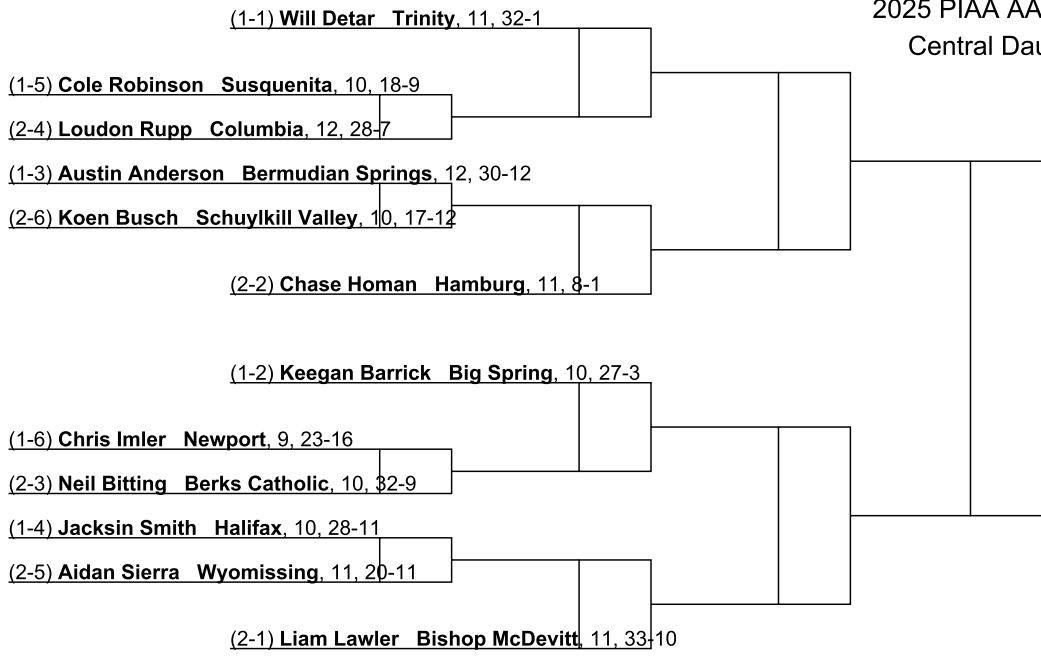 (1-1) Will Detar Trinity, 11, 32-1
2025 PIAA AA
Central Dau
(1-5) Cole Robinson Susquenita, 10, 18-9
(2-4) Loudon Rupp Columbia, 12, 28-7
(1-3) Austin Anderson Bermudian Springs, 12, 30-12
(2-6) Koen Busch Schuylkill Valley, 10, 17-12
(2-2) Chase Homan Hamburg, 11, 8-1
(1-2) Keegan Barrick Big Spring, 10, 27-3
(1-6) Chris Imler Newport, 9, 23-16
(2-3) Neil Bitting Berks Catholic, 10, 32-9
(1-4) Jacksin Smith Halifax, 10, 28-11
(2-5) Aidan Sierra Wyomissing, 11, 20-11
(2-1) Liam Lawler Bishop McDevitt, 11, 33-10